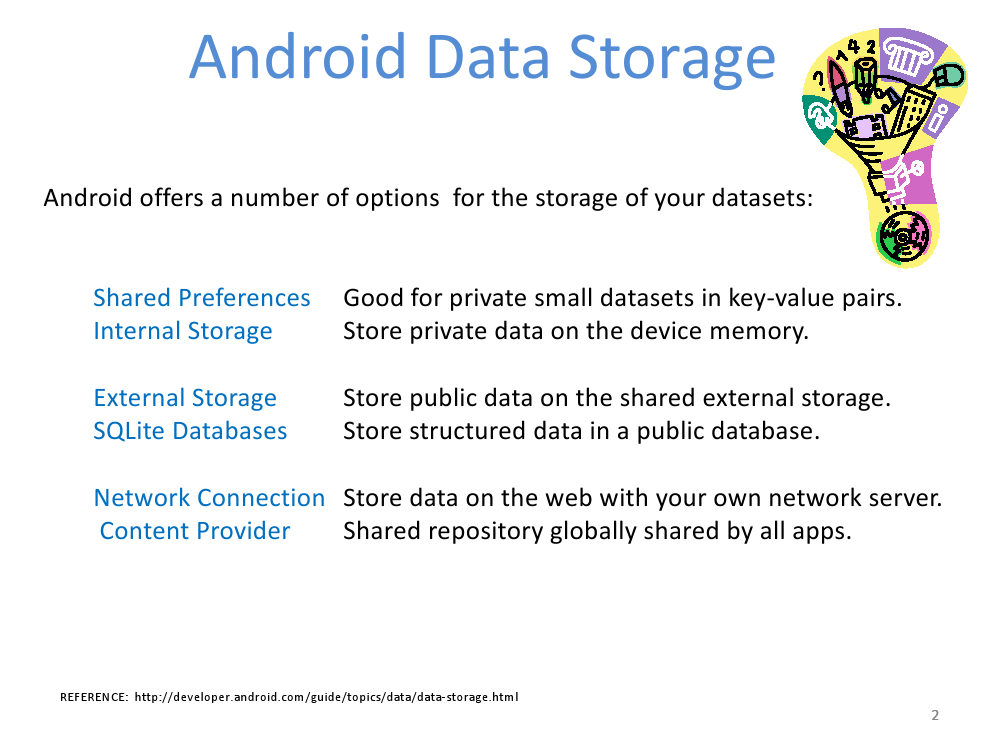 Android Data Storage
? 1 4 2
i
Android offers a number of options for the storage of your datasets:
Shared Preferences Good for private small datasets in key-value pairs.
Internal Storage Store private data on the device memory.
External Storage Store public data on the shared external storage.
SQLite Databases Store structured data in a public database.
Network Connection Store data on the web with your own network server.
Content Provider Shared repository globally shared by all apps.
REFERENCE: http://developer.android.com/guide/topics/data/data-storage.html
2